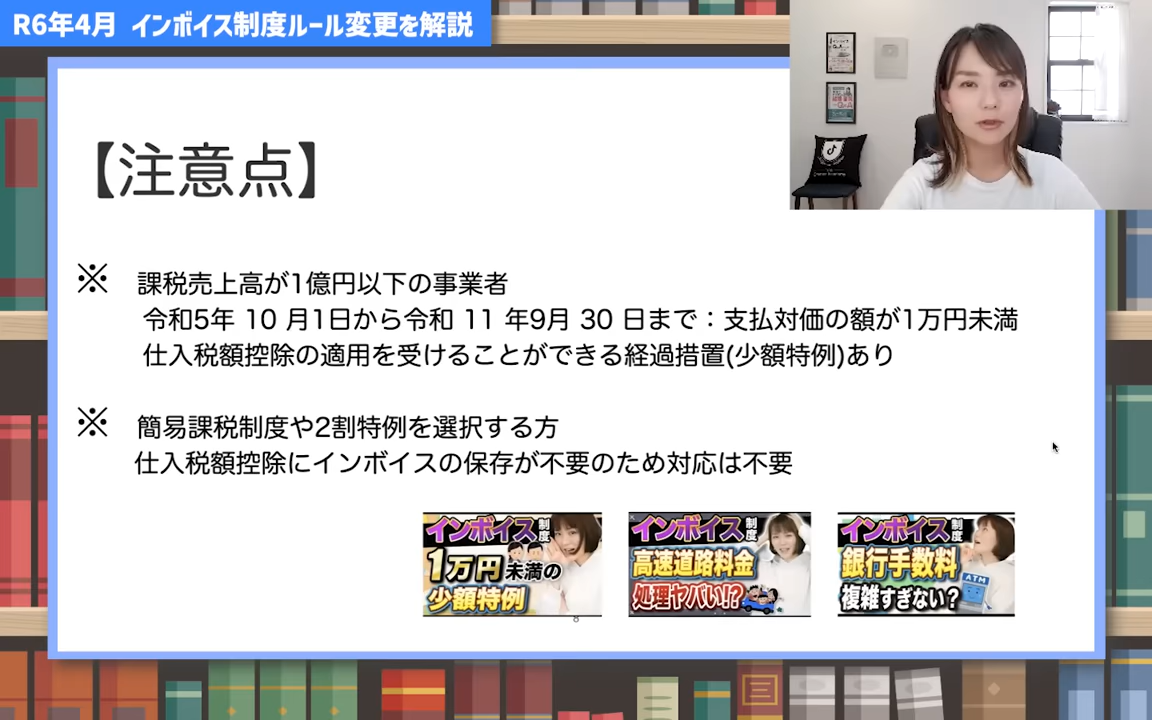 R6年4月 インボイス制度ルール変更を解説
【注意点】
※ 課税売上高が1億円以下の事業者
令和5年 10 月1日から令和 11 年9月 30 日まで：支払対価の額が1万円未満
仕入税額控除の適用を受けることができる経過措置(少額特例)あり
※ 簡易課税制度や2割特例を選択する方
仕入税額控除にインボイスの保存が不要のため対応は不要
インボイス制度
1万円未満の
少額特例
インボイス制度
高速道路料金
処理ヤバい!?
インボイス制度
銀行手数料
ATM
複雑すぎない?
8